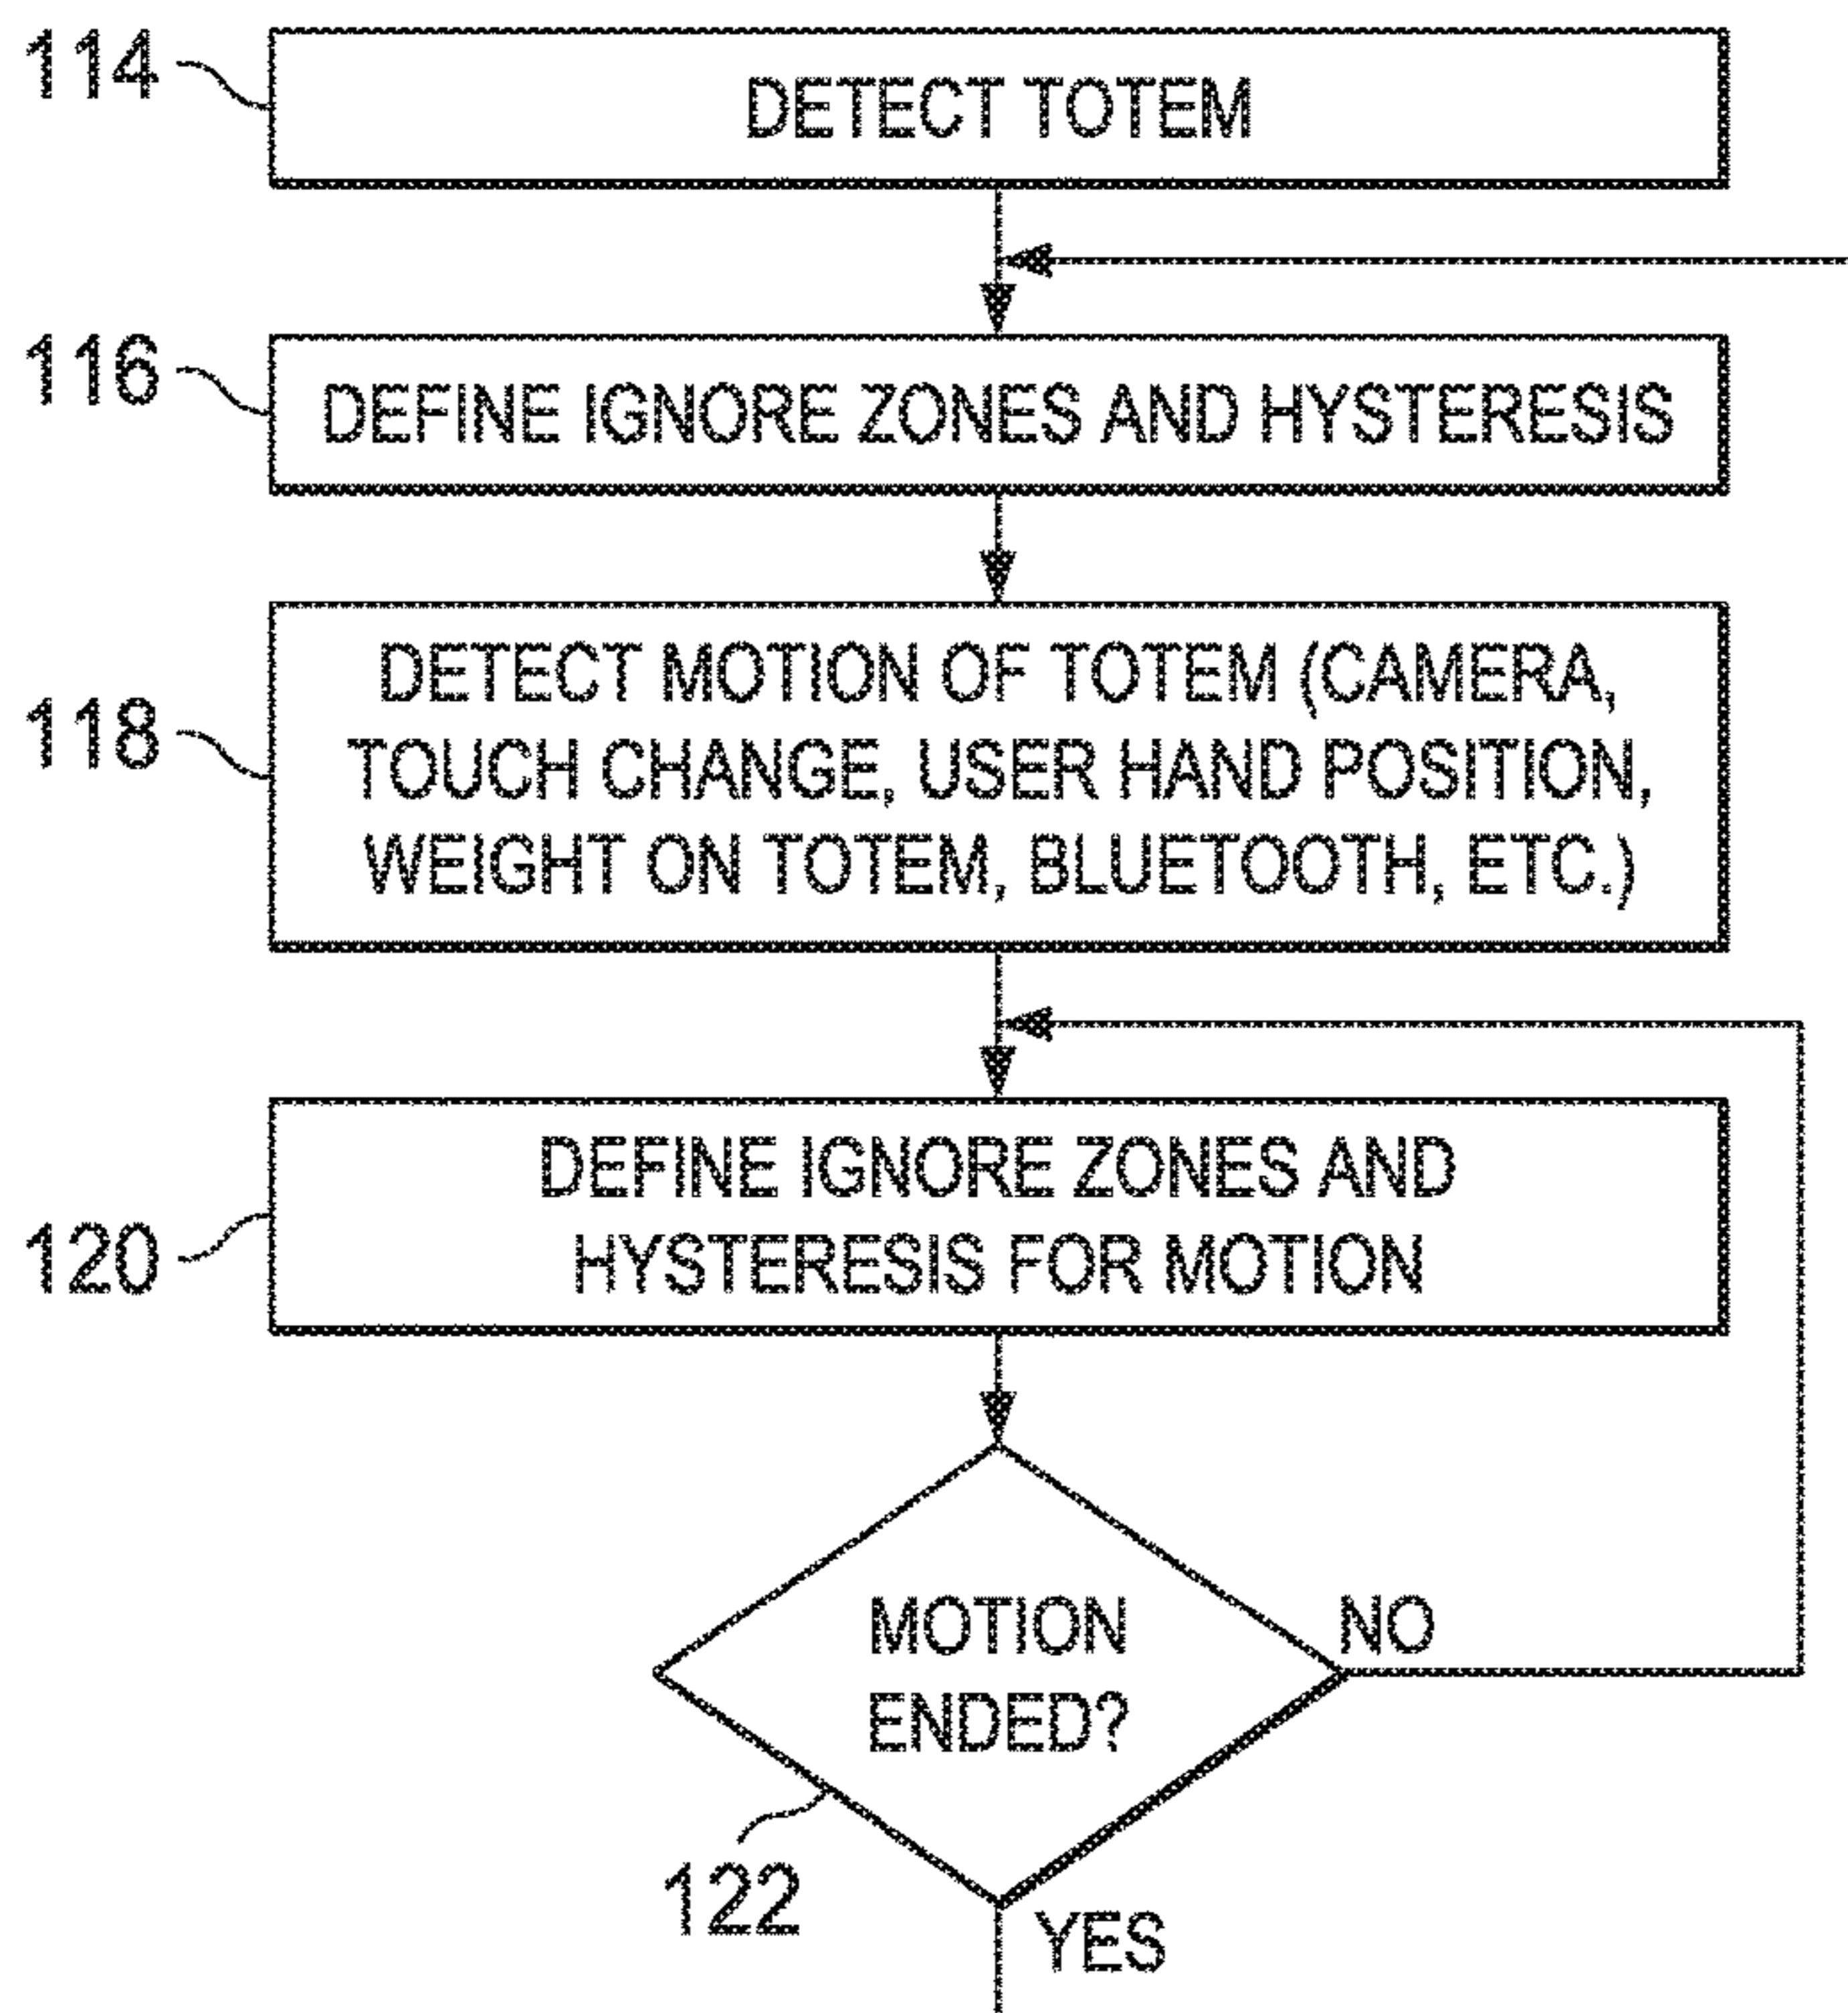 114
DETECT TOTEM
116
DEFINE IGNORE ZONES AND HYSTERESIS
118
DETECT MOTION OF TOTEM (CAMERA,
TOUCH CHANGE, USER HAND POSITION,
WEIGHT ON TOTEM, BLUETOOTH, ETC.)
120
DEFINE IGNORE ZONES AND
HYSTERESIS FOR MOTION
MOTION
ENDED?
NO
122
YES